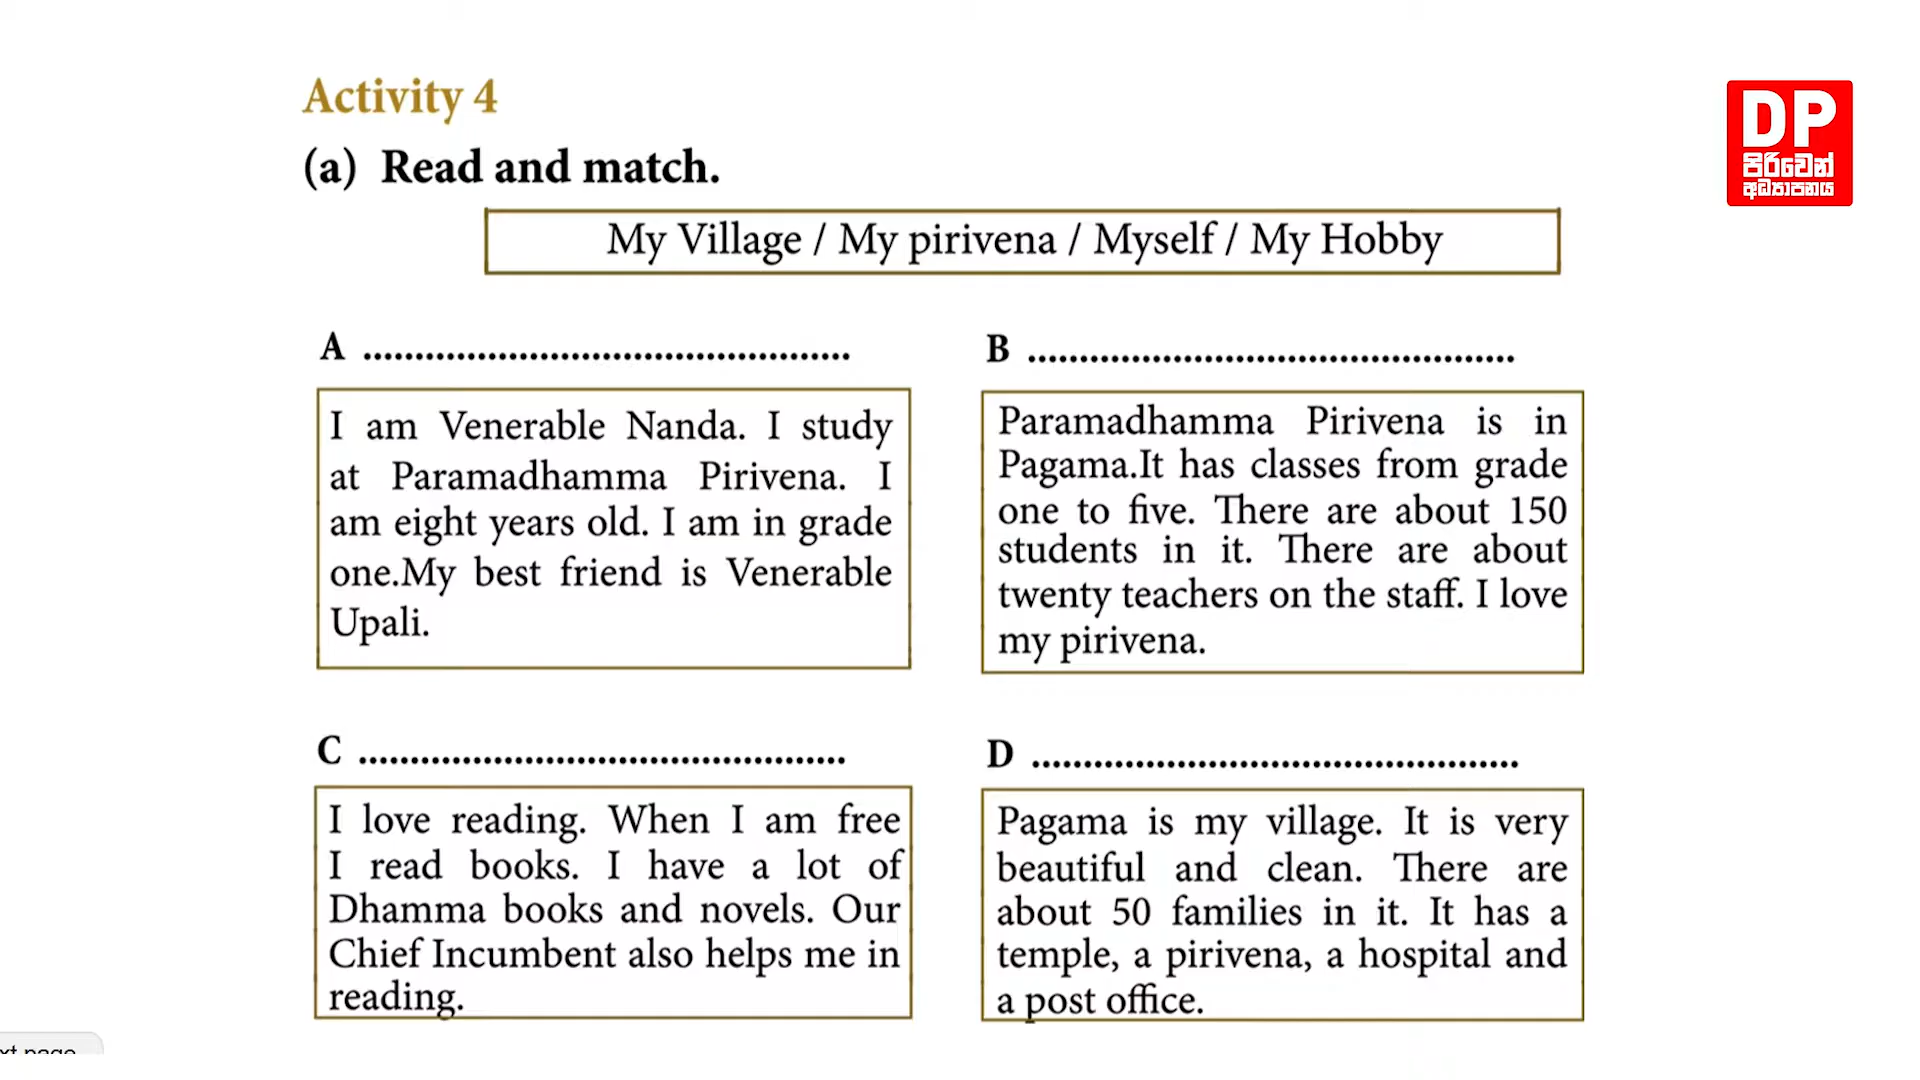 Activity 4
(a) Read and match.
My Village / My pirivena / Myself / My Hobby
A ...............................................
I am Venerable Nanda. I study
at Paramadhamma Pirivena. I
am eight years old. I am in grade
one.My best friend is Venerable
Upali.
B ...............................................
Paramadhamma Pirivena is in
Pagama.It has classes from grade
one to five. There are about 150
students in it. There are about
twenty teachers on the staff. I love
my pirivena.
C ...............................................
I love reading. When I am free
I read books. I have a lot of
Dhamma books and novels. Our
Chief Incumbent also helps me in
reading.
D ...............................................
Pagama is my village. It is very
beautiful and clean. There are
about 50 families in it. It has a
temple, a pirivena, a hospital and
a post office.
DP
පිරිවෙන්
අධ්‍යාපනය
xt page